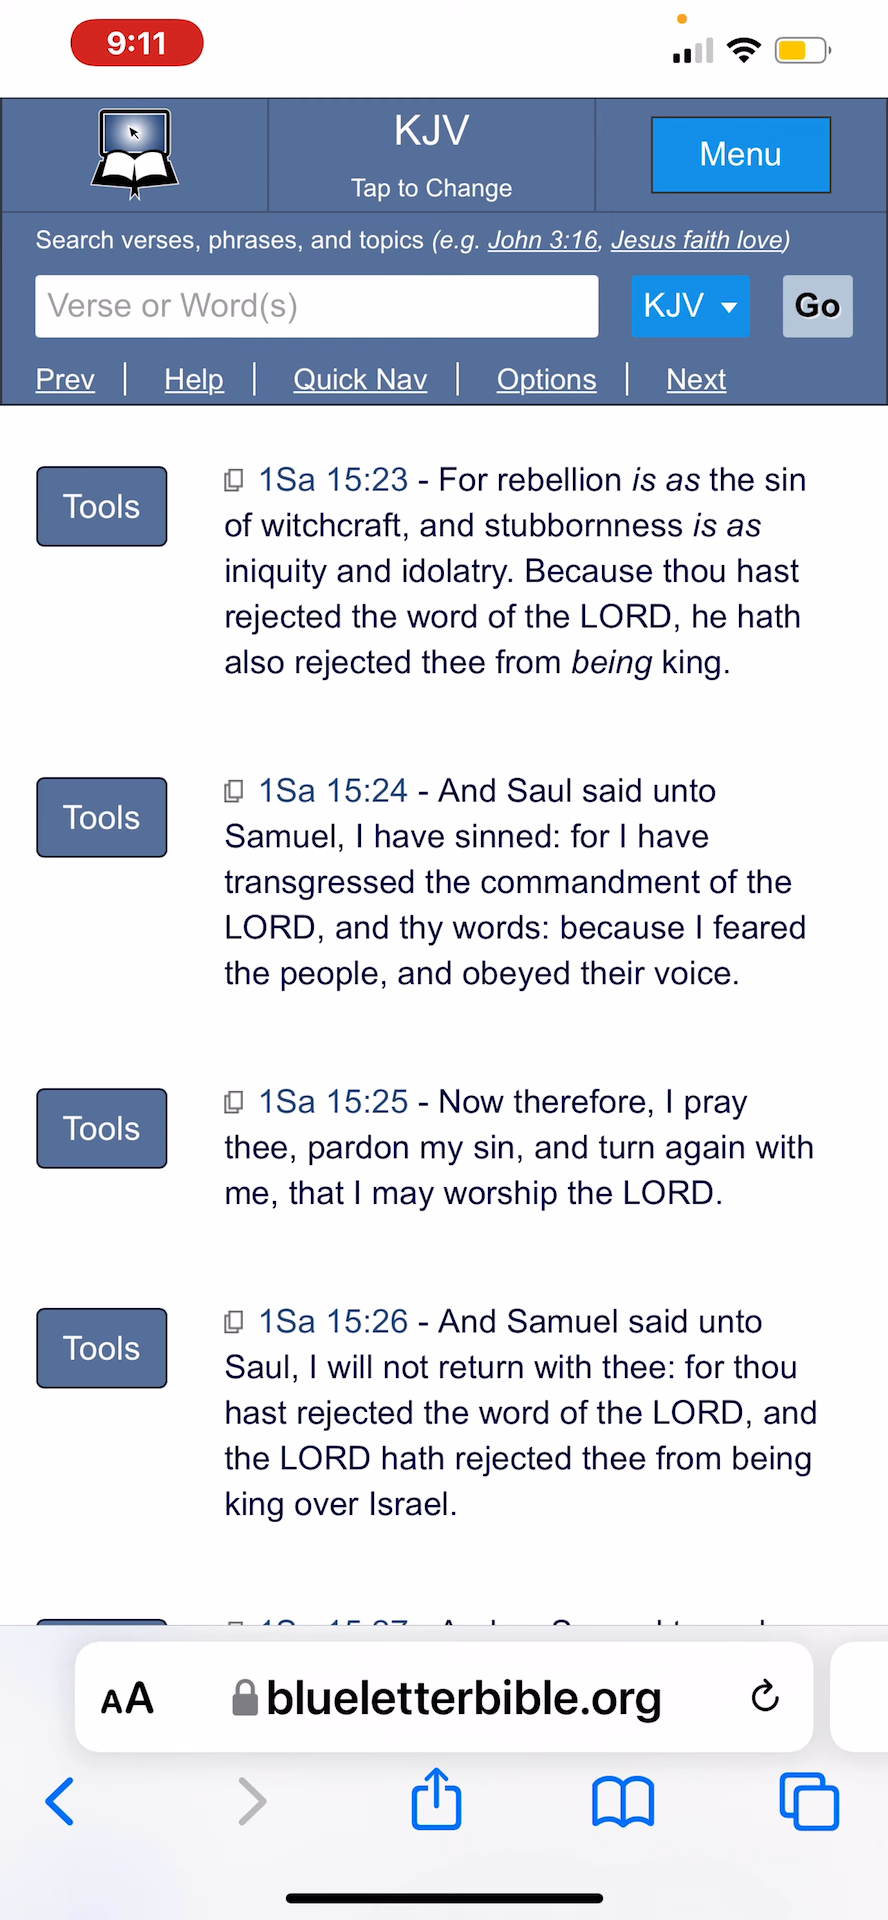 9:11
KJV
Tap to Change
Menu
Search verses, phrases, and topics (e.g. John 3:16, Jesus faith love)
Verse or Word(s)
KJV
Go
Prev | Help | Quick Nav | Options | Next
Tools
1Sa 15:23 - For rebellion is as the sin
of witchcraft, and stubbornness is as
iniquity and idolatry. Because thou hast
rejected the word of the LORD, he hath
also rejected thee from being king.
Tools
1Sa 15:24 - And Saul said unto
Samuel, I have sinned: for I have
transgressed the commandment of the
LORD, and thy words: because I feared
the people, and obeyed their voice.
Tools
1Sa 15:25 - Now therefore, I pray
thee, pardon my sin, and turn again with
me, that I may worship the LORD.
Tools
1Sa 15:26 - And Samuel said unto
Saul, I will not return with thee: for thou
hast rejected the word of the LORD, and
the LORD hath rejected thee from being
king over Israel.
AA
blueletterbible.org